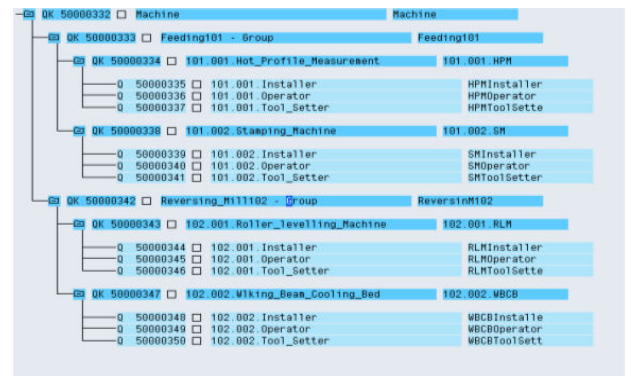 QK 50000332 Machine Machine
QK 50000333 Feeding101 - Group Feeding101
QK 50000334 101.001.Hot_Profile_Measurement 101.001.HPM
Q 50000335 101.001.Installer HPMInstaller
Q 50000336 101.001.Operator HPMOperator
Q 50000337 101.001.Tool_Setter HPMToolSette
QK 50000338 101.002.Stamping_Machine 101.002.SM
Q 50000339 101.002.Installer SMInstaller
Q 50000340 101.002.Operator SMOperator
Q 50000341 101.002.Tool_Setter SMToolSetter
QK 50000342 Reversing_Mill102 - Group ReversinM102
QK 50000343 102.001.Roller_levelling_Machine 102.001.RLM
Q 50000344 102.001.Installer RLMInstaller
Q 50000345 102.001.Operator RLMOperator
Q 50000346 102.001.Tool_Setter RLMToolSette
QK 50000347 102.002.Wlking_Beam_Cooling_Bed 102.002.WBCB
Q 50000348 102.002.Installer WBCBInstalle
Q 50000349 102.002.Operator WBCBOperator
Q 50000350 102.002.Tool_Setter WBCBToolSett